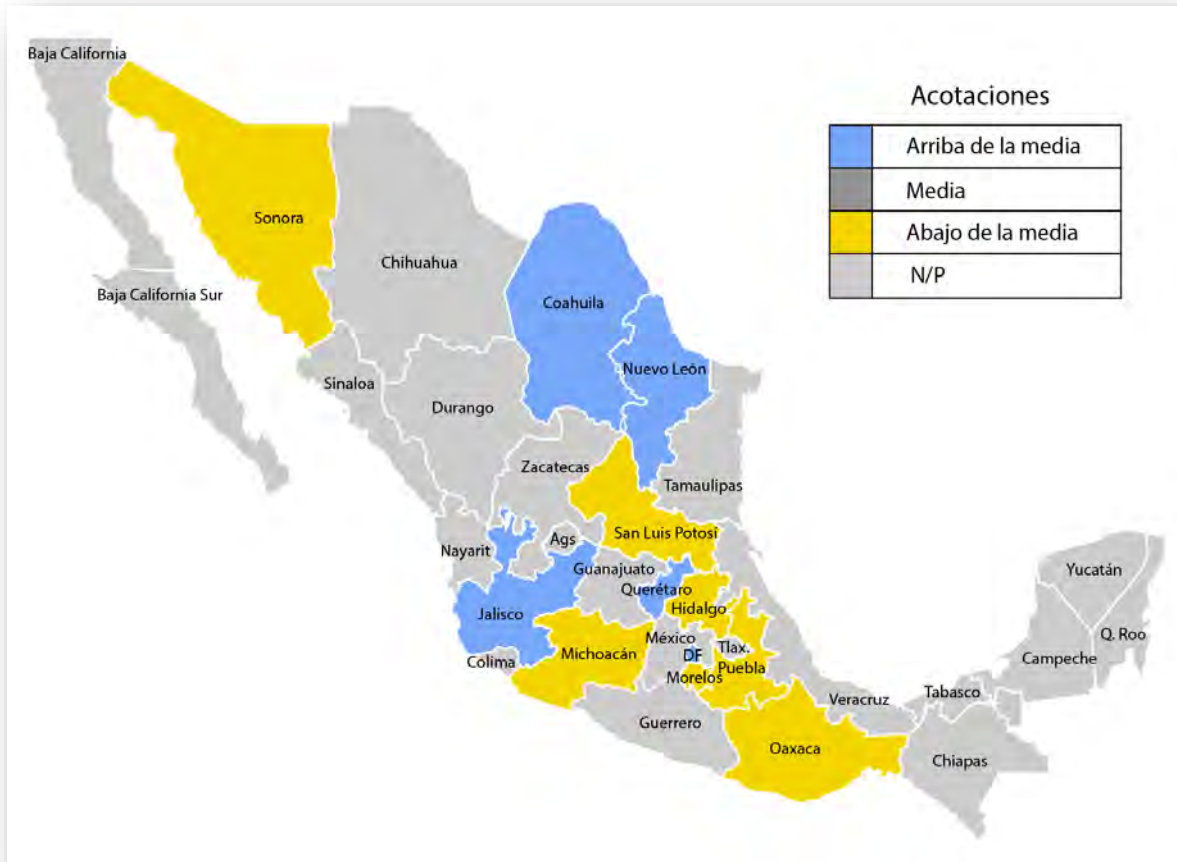 Baja California
Acotaciones
Arriba de la media
Media
Abajo de la media
N/P
Sonora
Chihuahua
Baja California Sur
Coahuila
Nuevo León
Sinaloa
Durango
Zacatecas
Tamaulipas
San Luis Potosí
Ags
Nayarit
Guanajuato
Querétaro
Hidalgo
Jalisco
México
Tlax.
DF
Michoacán
Colima
Morelos
Puebla
Yucatán
Q. Roo
Campeche
Tabasco
Veracruz
Guerrero
Oaxaca
Chiapas